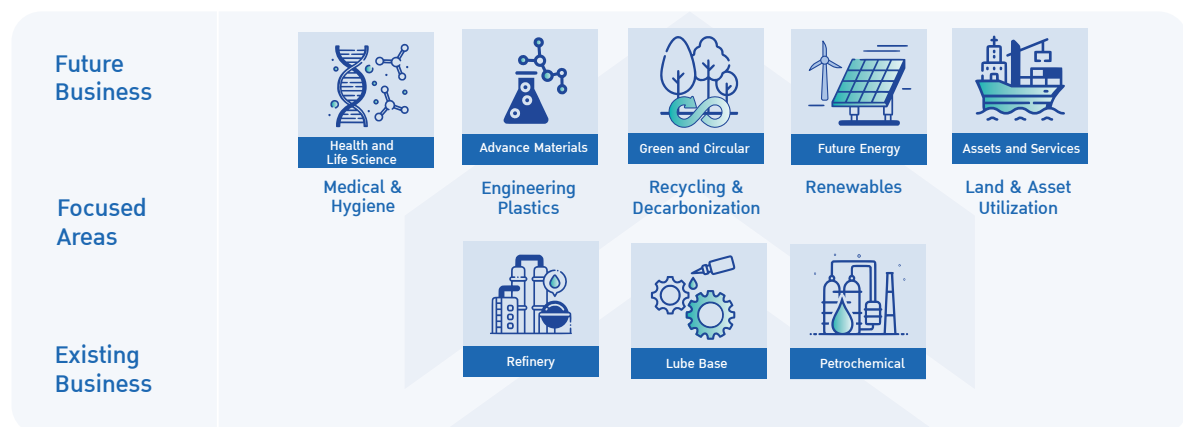 Future
Business
Health and
Life Science
Advance Materials
Green and Circular
Future Energy
Assets and Services
Focused
Areas
Medical &
Hygiene
Engineering
Plastics
Recycling &
Decarbonization
Renewables
Land & Asset
Utilization
Existing
Business
Refinery
Lube Base
Petrochemical